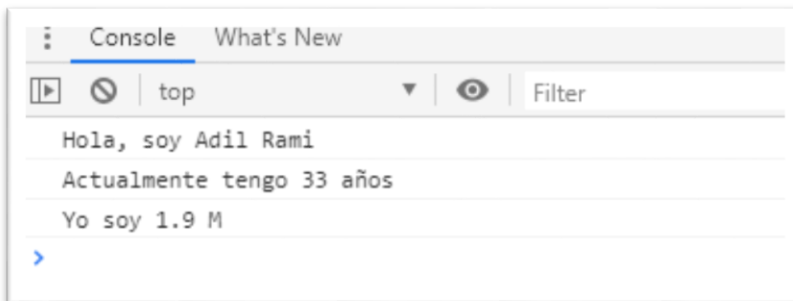 Console What's New
top Filter
Hola, soy Adil Rami
Actualmente tengo 33 años
Yo soy 1.9 M